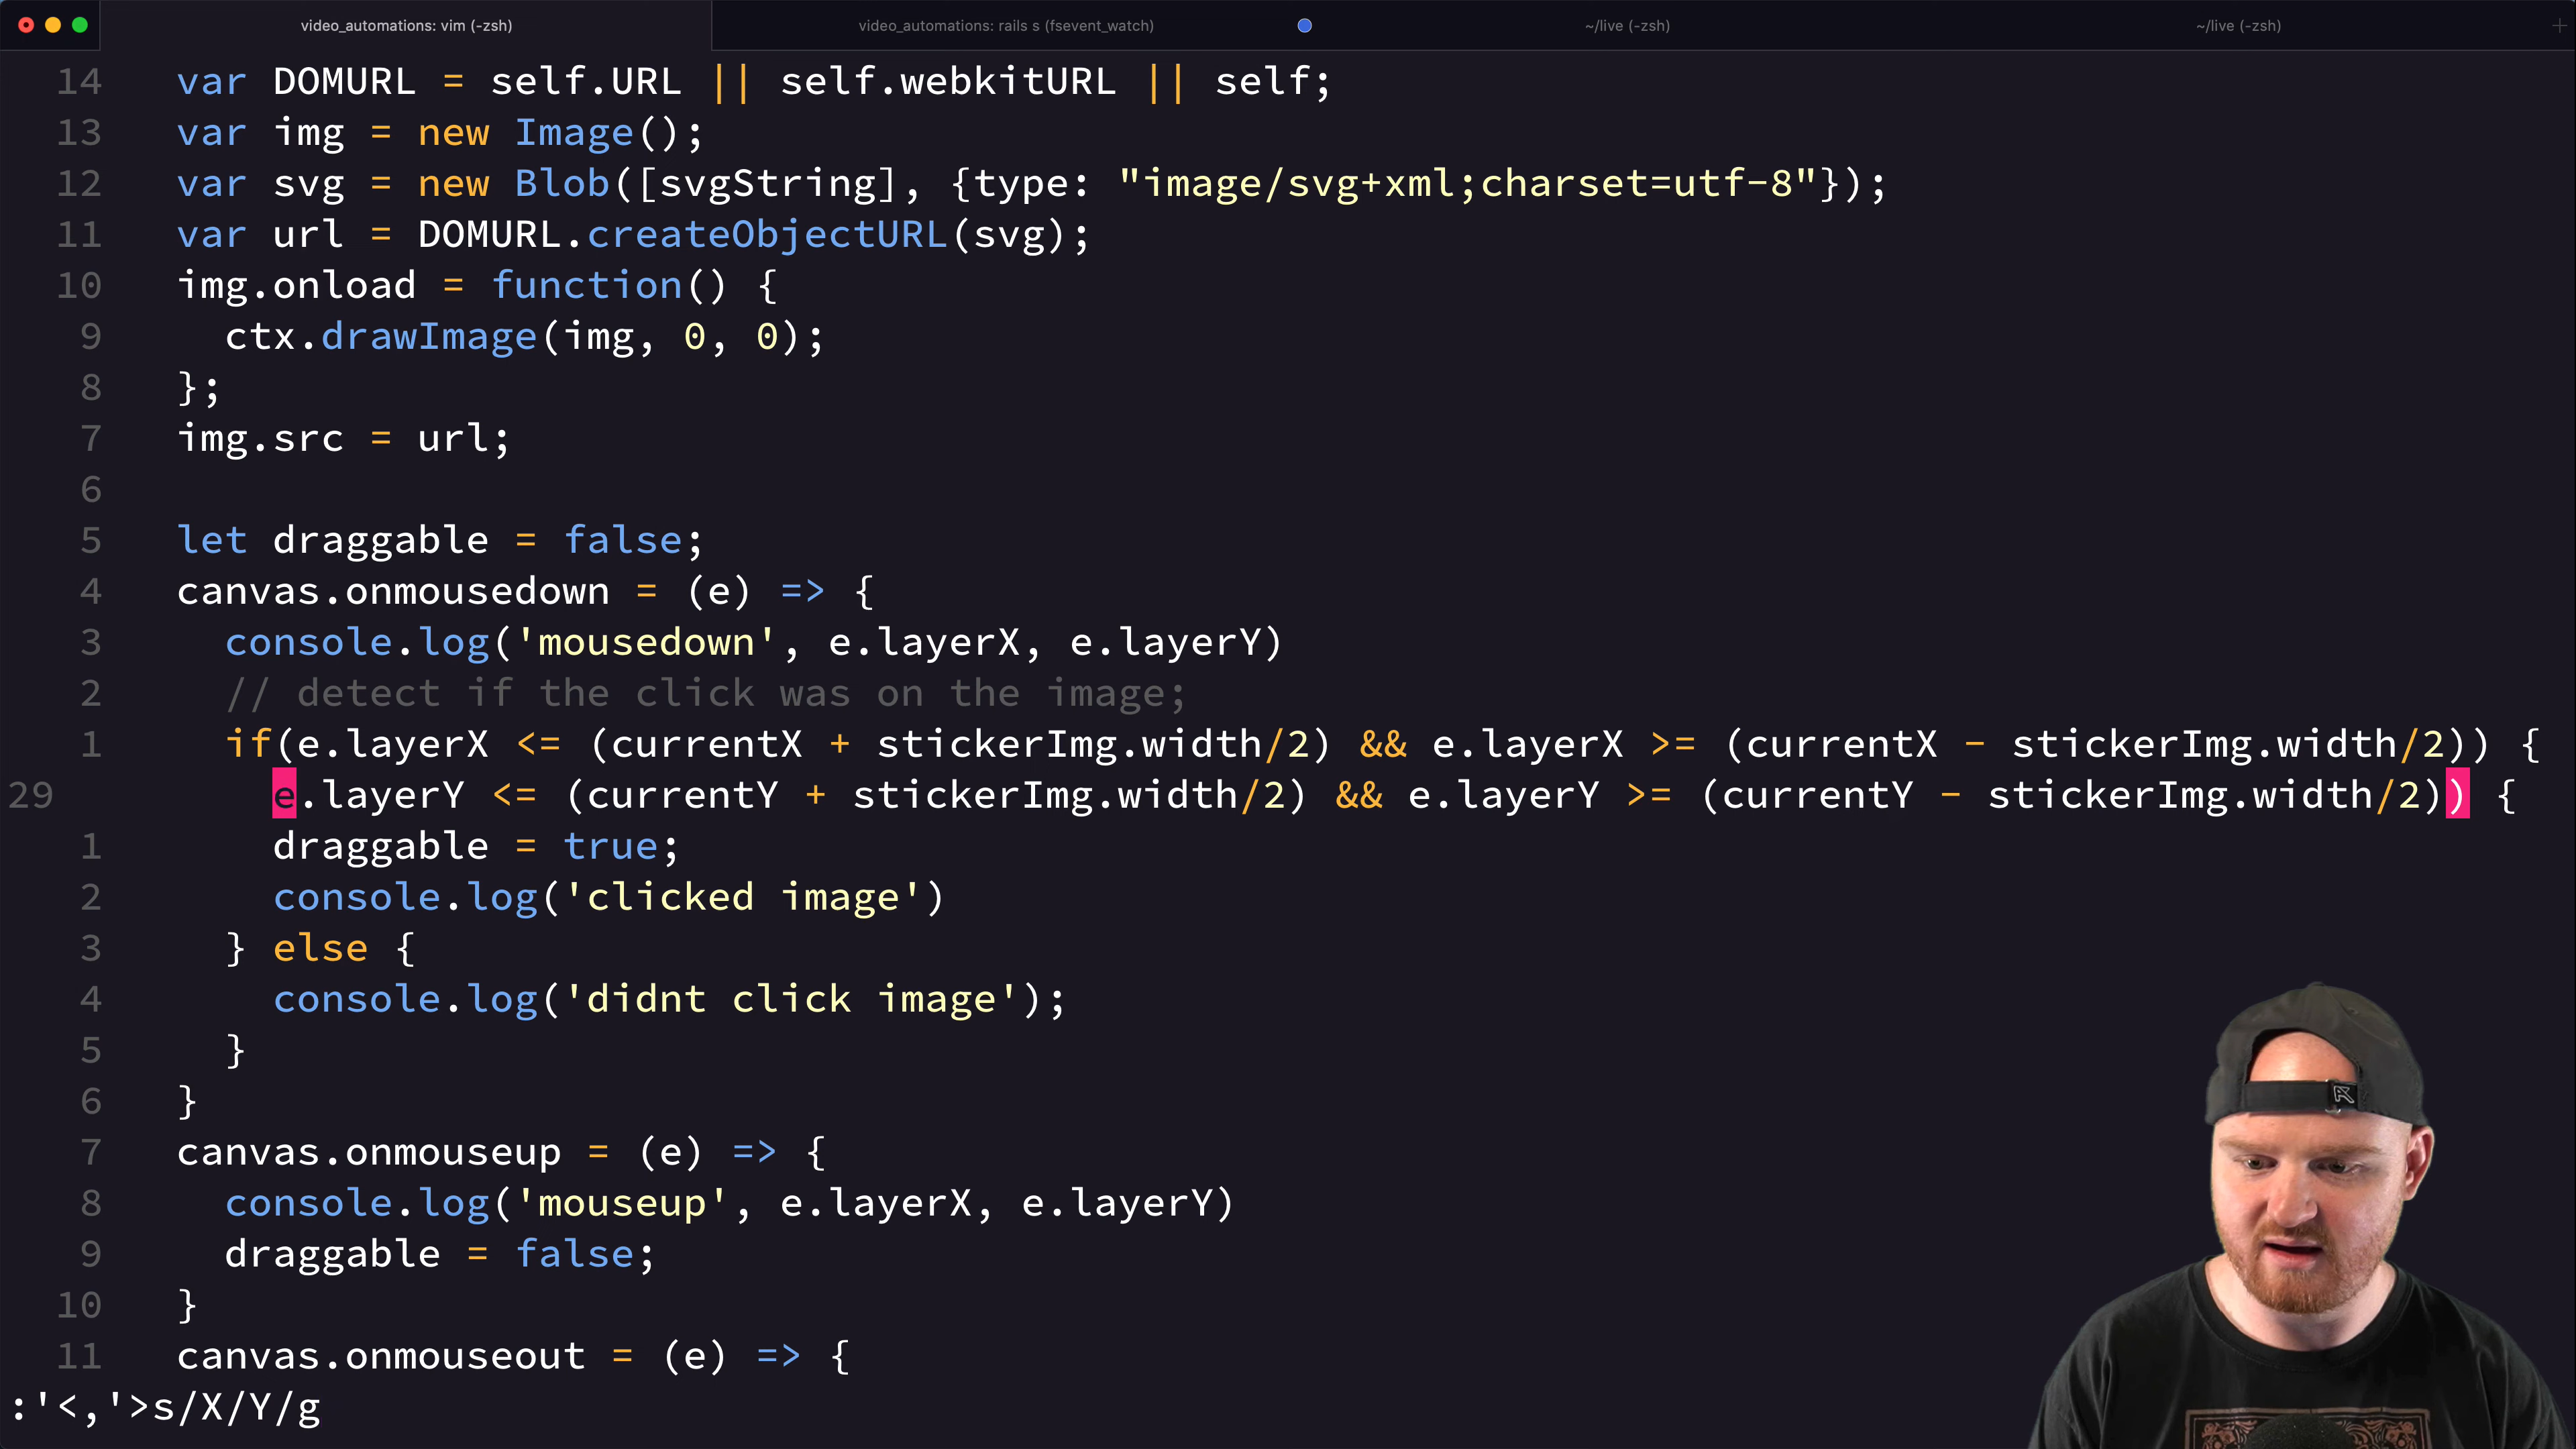 video_automations: vim (-zsh)
video_automations: rails s (fsevent_watch)
~/live (-zsh)
~/live (-zsh)
14 var DOMURL = self.URL || self.webkitURL || self;
13 var img = new Image();
12 var svg = new Blob([svgString], {type: "image/svg+xml;charset=utf-8"});
11 var url = DOMURL.createObjectURL(svg);
10 img.onload = function() {
9 ctx.drawImage(img, 0, 0);
8 };
7 img.src = url;
6
5 let draggable = false;
4 canvas.onmousedown = (e) => {
3 console.log('mousedown', e.layerX, e.layerY)
2 // detect if the click was on the image;
1 if(e.layerX <= (currentX + stickerImg.width/2) && e.layerX >= (currentX - stickerImg.width/2)) {
29 e.layerY <= (currentY + stickerImg.width/2) && e.layerY >= (currentY - stickerImg.width/2)) {
1 draggable = true;
2 console.log('clicked image')
3 } else {
4 console.log('didnt click image');
5 }
6 }
7 canvas.onmouseup = (e) => {
8 console.log('mouseup', e.layerX, e.layerY)
9 draggable = false;
10 }
11 canvas.onmouseout = (e) => {
:'<,'>s/X/Y/g